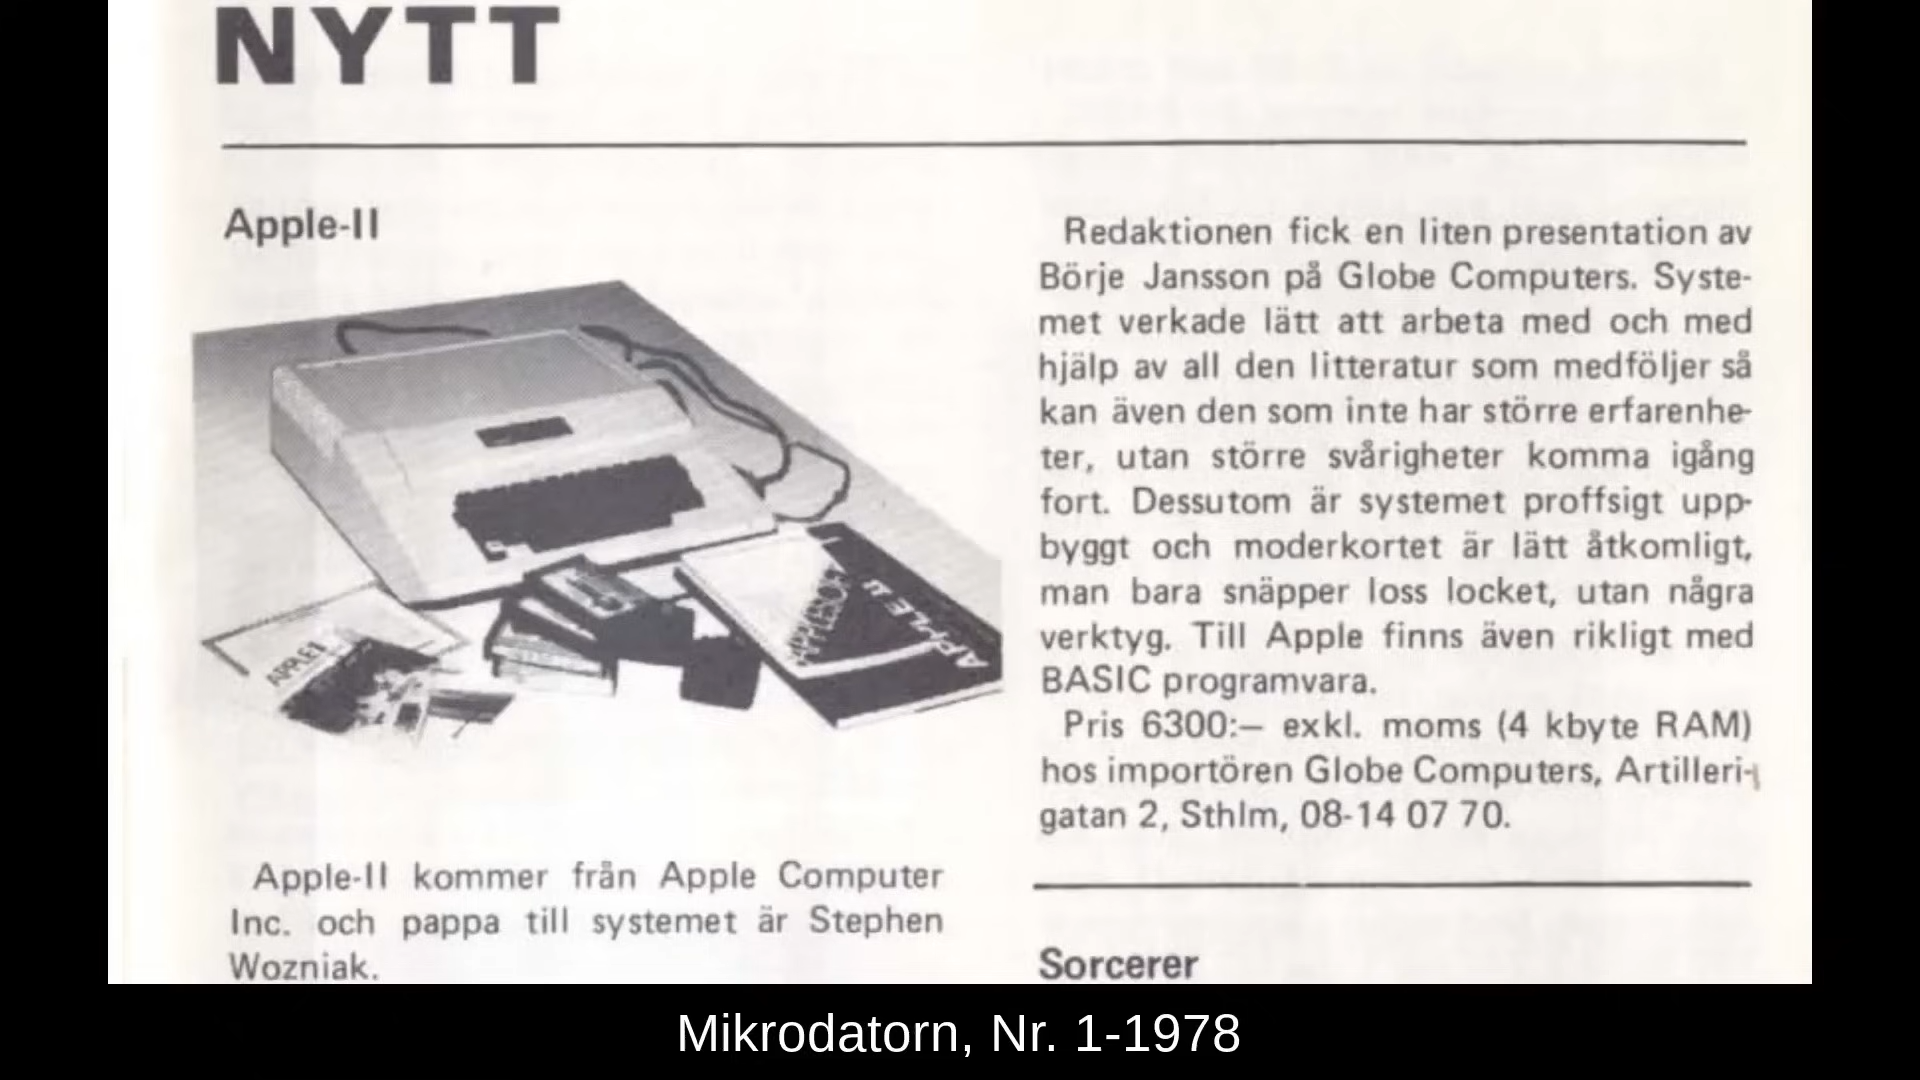 NYTT
Apple-II
APPLE II
APPLESOFT
APPLE II
Apple-II kommer från Apple Computer
Inc. och pappa till systemet är Stephen
Wozniak.
Redaktionen fick en liten presentation av
Börje Jansson på Globe Computers. Syste-
met verkade lätt att arbeta med och med
hjälp av all den litteratur som medföljer så
kan även den som inte har större erfarenhe-
ter, utan större svårigheter komma igång
fort. Dessutom är systemet proffsigt upp-
byggt och moderkortet är lätt åtkomligt,
man bara snäpper loss locket, utan några
verktyg. Till Apple finns även rikligt med
BASIC programvara.
Pris 6300:— exkl. moms (4 kbyte RAM)
hos importören Globe Computers, Artilleri-
gatan 2, Sthlm, 08-14 07 70.
Sorcerer
Mikrodatorn, Nr. 1-1978